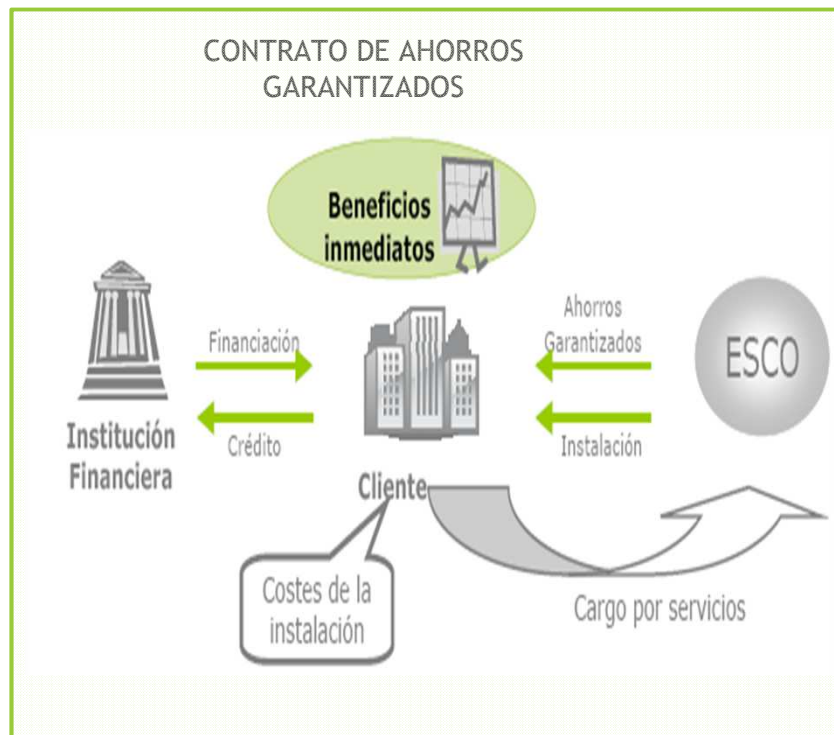 CONTRATO DE AHORROS
GARANTIZADOS
Beneficios
inmediatos
Financiación
Ahorros
Garantizados
ESCO
Institución
Financiera
Crédito
Instalación
Cliente
Costes de la
instalación
Cargo por servicios